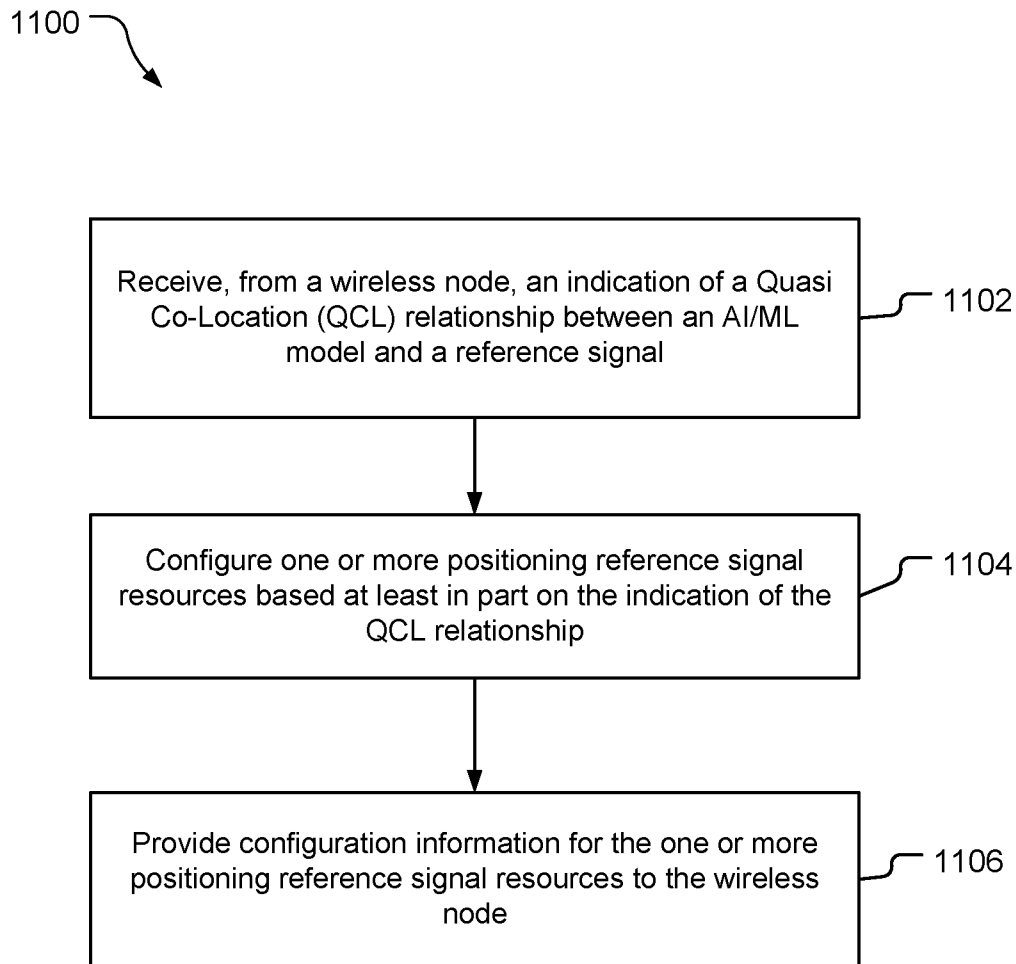 1100
Receive, from a wireless node, an indication of a Quasi
Co-Location (QCL) relationship between an AI/ML
model and a reference signal
1102
Configure one or more positioning reference signal
resources based at least in part on the indication of the
QCL relationship
1104
Provide configuration information for the one or more
positioning reference signal resources to the wireless
node
1106